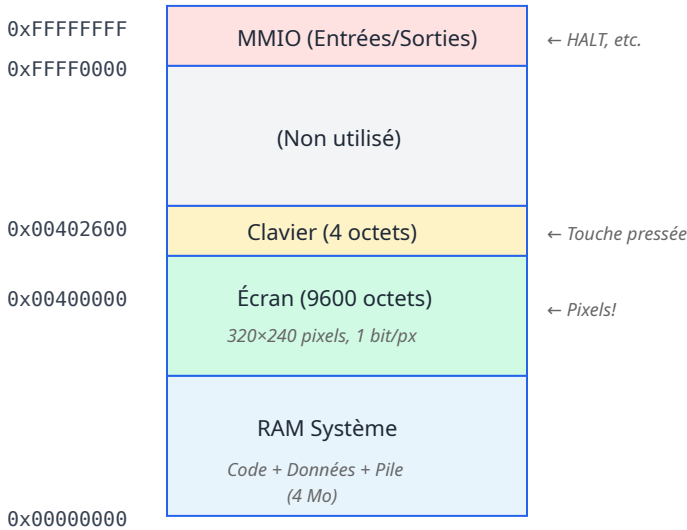 0xFFFFFFFF
MMIO (Entrées/Sorties)
← HALT, etc.
0xFFFF0000
(Non utilisé)
0x00402600
Clavier (4 octets)
← Touche pressée
0x00400000
Écran (9600 octets)
← Pixels!
320×240 pixels, 1 bit/px
RAM Système
Code + Données + Pile
(4 Mo)
0x00000000